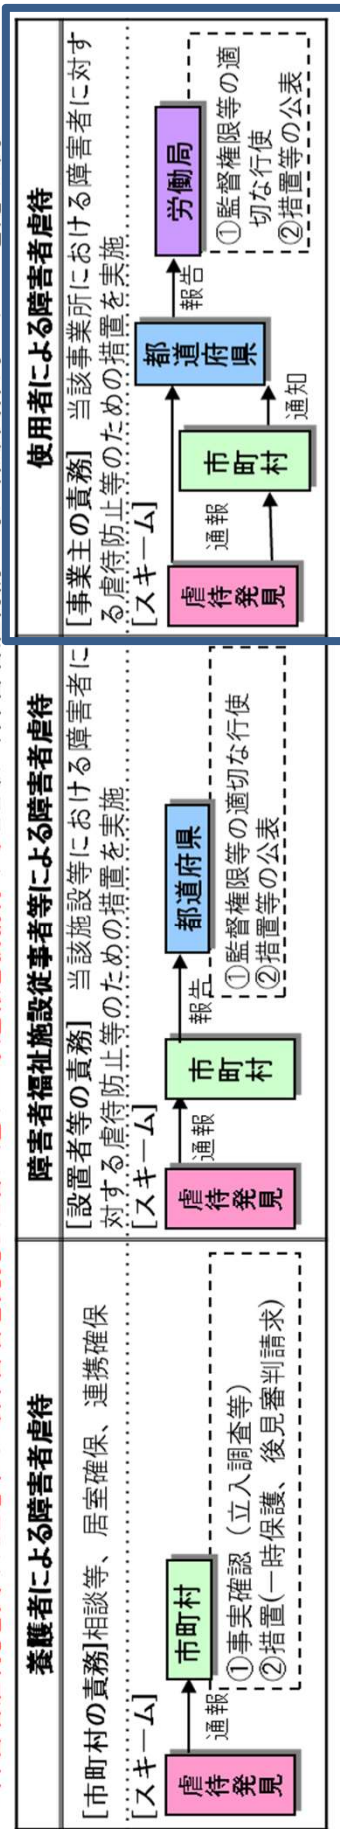 養護者による障害者虐待
[市町村の責務]相談等、居室確保、連携確保
[スキーム]
虐待発見
通報
市町村
①事実確認（立入調査等）
②措置(一時保護、後見審判請求)
障害者福祉施設従事者等による障害者虐待
[設置者等の責務]　当該施設等における障害者に
対する虐待防止等のための措置を実施
[スキーム]
虐待発見
通報
市町村
報告
都道府県
①監督権限等の適切な行使
②措置等の公表
使用者による障害者虐待
[事業主の責務]　当該事業所における障害者に対す
る虐待防止等のための措置を実施
[スキーム]
虐待発見
通報
市町村
通知
都道府県
報告
労働局
①監督権限等の適
切な行使
②措置等の公表